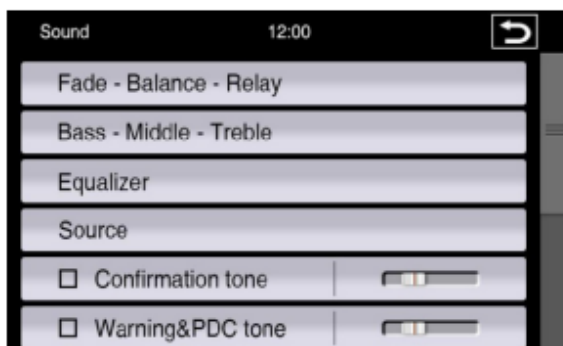 Sound 12:00
Fade - Balance - Relay
Bass - Middle - Treble
Equalizer
Source
Confirmation tone
Warning&PDC tone